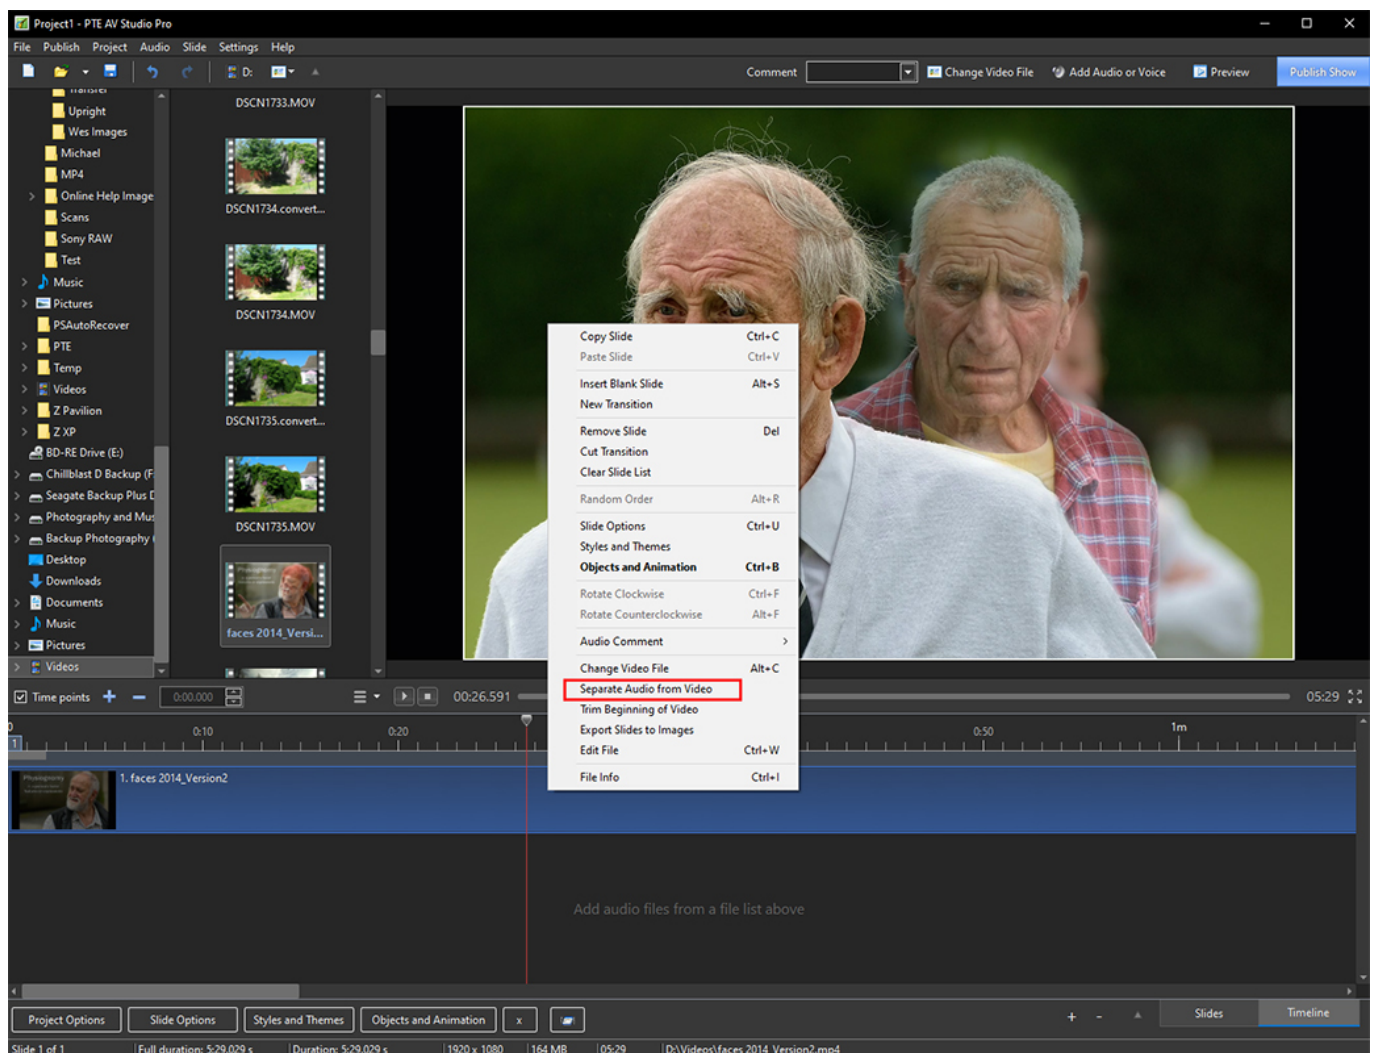 Project1 - PTE AV Studio Pro
File Publish Project Audio Slide Settings Help
D:
Comment
Change Video File
Add Audio or Voice
Preview
Publish Show
Transfer
Upright
Wes Images
Michael
MP4
Online Help Image
Scans
Sony RAW
Test
Music
Pictures
PSAutoRecover
PTE
Temp
Videos
Z Pavilion
Z XP
BD-RE Drive (E:)
Chillblast D Backup (F:
Seagate Backup Plus D
Photography and Mus
Backup Photography (
Desktop
Downloads
Documents
Music
Pictures
Videos
DSCN1733.MOV
DSCN1734.convert...
DSCN1734.MOV
DSCN1735.convert...
DSCN1735.MOV
faces 2014_Versi...
Copy Slide Ctrl+C
Paste Slide Ctrl+V
Insert Blank Slide Alt+S
New Transition
Remove Slide Del
Cut Transition
Clear Slide List
Random Order Alt+R
Slide Options Ctrl+U
Styles and Themes
Objects and Animation Ctrl+B
Rotate Clockwise Ctrl+F
Rotate Counterclockwise Alt+F
Audio Comment
Change Video File Alt+C
Separate Audio from Video
Trim Beginning of Video
Export Slides to Images
Edit File Ctrl+W
File Info Ctrl+I
Time points
0:00.000
00:26.591
05:29
0 0:10 0:20 0:50 1m
1
1. faces 2014_Version2
Add audio files from a file list above
Project Options
Slide Options
Styles and Themes
Objects and Animation
x
+ -
Slides
Timeline
Slide 1 of 1
Full duration: 5:29.029 s
Duration: 5:29.029 s
1920 x 1080
164 MB
05:29
D:\Videos\faces 2014_Version2.mp4